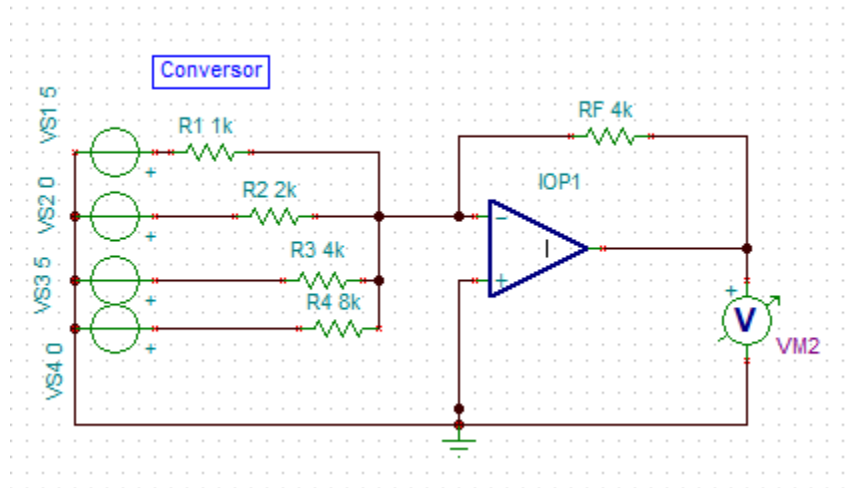 Conversor
VS1 5
R1 1k
RF 4k
VS2 0
R2 2k
IOP1
VS3 5
R3 4k
R4 8k
VS4 0
+
+
+
+
-
+
I
+
V
VM2